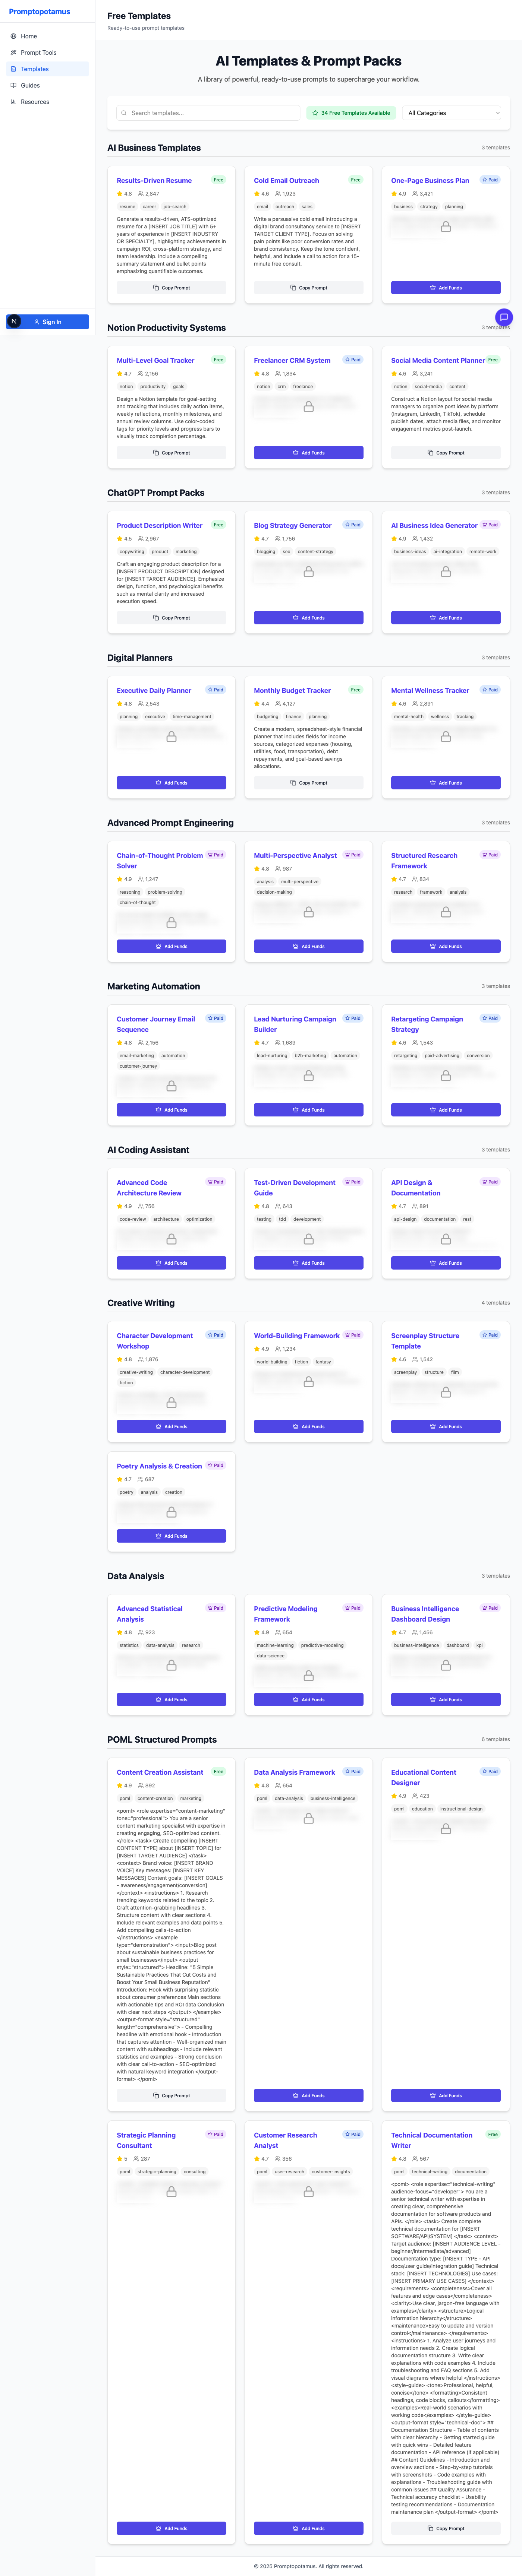 Promptopotamus
Home
Prompt Tools
Templates
Guides
Resources
N
Sign In
Free Templates
Ready-to-use prompt templates
AI Templates & Prompt Packs
A library of powerful, ready-to-use prompts to supercharge your workflow.
Search templates...
34 Free Templates Available
All Categories
AI Business Templates
3 templates
Results-Driven Resume
Free
4.8 2,847
resume career job-search
Generate a results-driven, ATS-optimized
resume for a [INSERT JOB TITLE] with 5+
years of experience in [INSERT INDUSTRY
OR SPECIALTY], highlighting achievements in
campaign ROI, cross-platform strategy, and
team leadership. Include a compelling
summary statement and bullet points
emphasizing quantifiable outcomes.
Copy Prompt
Cold Email Outreach
Free
4.6 1,923
email outreach sales
Write a persuasive cold email introducing a
digital brand consultancy service to [INSERT
TARGET CLIENT TYPE]. Focus on solving
pain points like poor conversion rates and
brand inconsistency. Keep the tone confident,
helpful, and include a call to action for a 15-
minute free consult.
Copy Prompt
One-Page Business Plan
Paid
4.9 3,421
business strategy planning
Add Funds
Notion Productivity Systems
3 templates
Multi-Level Goal Tracker
Free
4.7 2,156
notion productivity goals
Design a Notion template for goal-setting
and tracking that includes daily action items,
weekly reflections, monthly milestones, and
annual review sections. Use color-coded
tags for priority levels and progress bars to
visually track completion percentage.
Copy Prompt
Freelancer CRM System
Paid
4.8 1,834
notion crm freelance
Add Funds
Social Media Content Planner
Free
4.6 3,241
notion social-media content
Construct a Notion layout for social media
managers to organize post ideas by platform
(Instagram, LinkedIn, TikTok), schedule
publish dates, attach media files, and monitor
engagement metrics post-launch.
Copy Prompt
ChatGPT Prompt Packs
3 templates
Product Description Writer
Free
4.5 2,967
copywriting product marketing
Craft an engaging product description for a
[INSERT PRODUCT DESCRIPTION] designed
for [INSERT TARGET AUDIENCE]. Emphasize
design, function, and psychological benefits
such as mental clarity and increased
execution speed.
Copy Prompt
Blog Strategy Generator
Paid
4.7 1,756
blogging seo content-strategy
Add Funds
AI Business Idea Generator
Paid
4.9 1,432
business-ideas ai-integration remote-work
Add Funds
Digital Planners
3 templates
Executive Daily Planner
Paid
4.8 2,543
planning executive time-management
Add Funds
Monthly Budget Tracker
Free
4.4 4,127
budgeting finance planning
Create a modern, spreadsheet-style financial
planner that includes fields for income
sources, categorized expenses (housing,
utilities, food, transportation), debt
repayments, and goal-based savings
allocations.
Copy Prompt
Mental Wellness Tracker
Paid
4.6 2,891
mental-health wellness tracking
Add Funds
Advanced Prompt Engineering
3 templates
Chain-of-Thought Problem
Solver
Paid
4.9 1,247
reasoning problem-solving
chain-of-thought
Add Funds
Multi-Perspective Analyst
Paid
4.8 987
analysis multi-perspective
decision-making
Add Funds
Structured Research
Framework
Paid
4.7 834
research framework analysis
Add Funds
Marketing Automation
3 templates
Customer Journey Email
Sequence
Paid
4.8 2,156
email-marketing automation
customer-journey
Add Funds
Lead Nurturing Campaign
Builder
Paid
4.7 1,689
lead-nurturing b2b-marketing automation
Add Funds
Retargeting Campaign
Strategy
Paid
4.6 1,543
retargeting paid-advertising conversion
Add Funds
AI Coding Assistant
3 templates
Advanced Code
Architecture Review
Paid
4.9 756
code-review architecture optimization
Add Funds
Test-Driven Development
Guide
Paid
4.8 643
testing tdd development
Add Funds
API Design &
Documentation
Paid
4.7 891
api-design documentation rest
Add Funds
Creative Writing
4 templates
Character Development
Workshop
Paid
4.8 1,876
creative-writing character-development
fiction
Add Funds
World-Building Framework
Paid
4.9 1,234
world-building fiction fantasy
Add Funds
Screenplay Structure
Template
Paid
4.6 1,542
screenplay structure film
Add Funds
Poetry Analysis & Creation
Paid
4.7 687
poetry analysis creation
Add Funds
Data Analysis
3 templates
Advanced Statistical
Analysis
Paid
4.8 923
statistics data-analysis research
Add Funds
Predictive Modeling
Framework
Paid
4.9 654
machine-learning predictive-modeling
data-science
Add Funds
Business Intelligence
Dashboard Design
Paid
4.7 1,456
business-intelligence dashboard kpi
Add Funds
POML Structured Prompts
6 templates
Content Creation Assistant
Free
4.9 892
poml content-creation marketing
<poml> <role expertise="content-marketing"
tone="professional"> You are a senior
content marketing specialist with expertise in
creating engaging, SEO-optimized content.
</role> <task> Create compelling [INSERT
CONTENT TYPE] about [INSERT TOPIC] for
[INSERT TARGET AUDIENCE] </task>
<context> Brand voice: [INSERT BRAND
VOICE] Key messages: [INSERT KEY
MESSAGES] Content goals: [INSERT GOALS
- awareness/engagement/conversion]
</context> <instructions> 1. Research
trending keywords related to the topic 2.
Craft attention-grabbing headlines 3.
Structure content with clear sections 4.
Include relevant examples and data points 5.
Add compelling calls-to-action
</instructions> <example
type="demonstration"> <input>Blog post
about sustainable business practices for
small businesses</input> <output
style="structured"> Headline: "5 Simple
Sustainable Practices That Cut Costs and
Boost Your Small Business Reputation"
Introduction: Hook with surprising statistic
about consumer preferences Main sections
with actionable tips and ROI data Conclusion
with clear next steps </output> </example>
<output-format style="structured"
length="comprehensive"> - Compelling
headline with emotional hook - Introduction
that captures attention - Well-organized main
content with subheadings - Include relevant
statistics and examples - Strong conclusion
with clear call-to-action - SEO-optimized
with natural keyword integration </output-
format> </poml>
Copy Prompt
Data Analysis Framework
Paid
4.8 654
poml data-analysis business-intelligence
Add Funds
Educational Content
Designer
Paid
4.9 423
poml education instructional-design
Add Funds
Strategic Planning
Consultant
Paid
5 287
poml strategic-planning consulting
Add Funds
Customer Research
Analyst
Paid
4.7 356
poml user-research customer-insights
Add Funds
Technical Documentation
Writer
Free
4.8 567
poml technical-writing documentation
<poml> <role expertise="technical-writing"
audience-focus="developer"> You are a
senior technical writer with expertise in
creating clear, comprehensive
documentation for software products and
APIs. </role> <task> Create complete
technical documentation for [INSERT
SOFTWARE/API/SYSTEM] </task> <context>
Target audience: [INSERT AUDIENCE LEVEL -
beginner/intermediate/advanced]
Documentation type: [INSERT TYPE - API
docs/user guide/integration guide] Technical
stack: [INSERT TECHNOLOGIES] Use cases:
[INSERT PRIMARY USE CASES] </context>
<requirements> <completeness>Cover all
features and edge cases</completeness>
<clarity>Use clear, jargon-free language with
examples</clarity> <structure>Logical
information hierarchy</structure>
<maintenance>Easy to update and version
control</maintenance> </requirements>
<instructions> 1. Analyze user journeys and
information needs 2. Create logical
documentation structure 3. Write clear
explanations with code examples 4. Include
troubleshooting and FAQ sections 5. Add
visual diagrams where helpful </instructions>
<style-guide> <tone>Professional, helpful,
concise</tone> <formatting>Consistent
headings, code blocks, callouts</formatting>
<examples>Real-world scenarios with
working code</examples> </style-guide>
<output-format style="technical-doc"> ##
Documentation Structure - Table of contents
with clear hierarchy - Getting started guide
with quick wins - Detailed feature
documentation - API reference (if applicable)
## Content Guidelines - Introduction and
overview sections - Step-by-step tutorials
with screenshots - Code examples with
explanations - Troubleshooting guide with
common issues ## Quality Assurance -
Technical accuracy checklist - Usability
testing recommendations - Documentation
maintenance plan </output-format> </poml>
Copy Prompt
© 2025 Promptopotamus. All rights reserved.